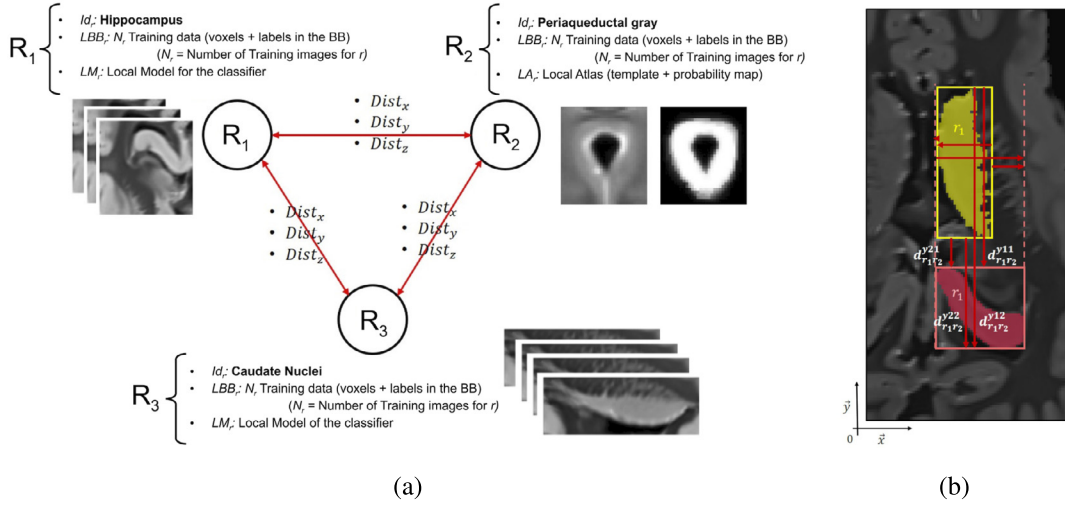 R1
• Idr: Hippocampus
• LBBr: Nr Training data (voxels + labels in the BB)
(Nr = Number of Training images for r)
• LMr: Local Model for the classifier
R2
• Idr: Periaqueductal gray
• LBBr: Nr Training data (voxels + labels in the BB)
(Nr = Number of Training images for r)
• LAr: Local Atlas (template + probability map)
R1
• Distx
• Disty
• Distz
R2
• Distx
• Disty
• Distz
• Distx
• Disty
• Distz
R3
R3
• Idr: Caudate Nuclei
• LBBr: Nr Training data (voxels + labels in the BB)
(Nr = Number of Training images for r)
• LMr: Local Model of the classifier
(a)
r1
d^{y21}_{r1r2}
d^{y11}_{r1r2}
r1
d^{y22}_{r1r2}
d^{y12}_{r1r2}
y⃗
0
x⃗
(b)